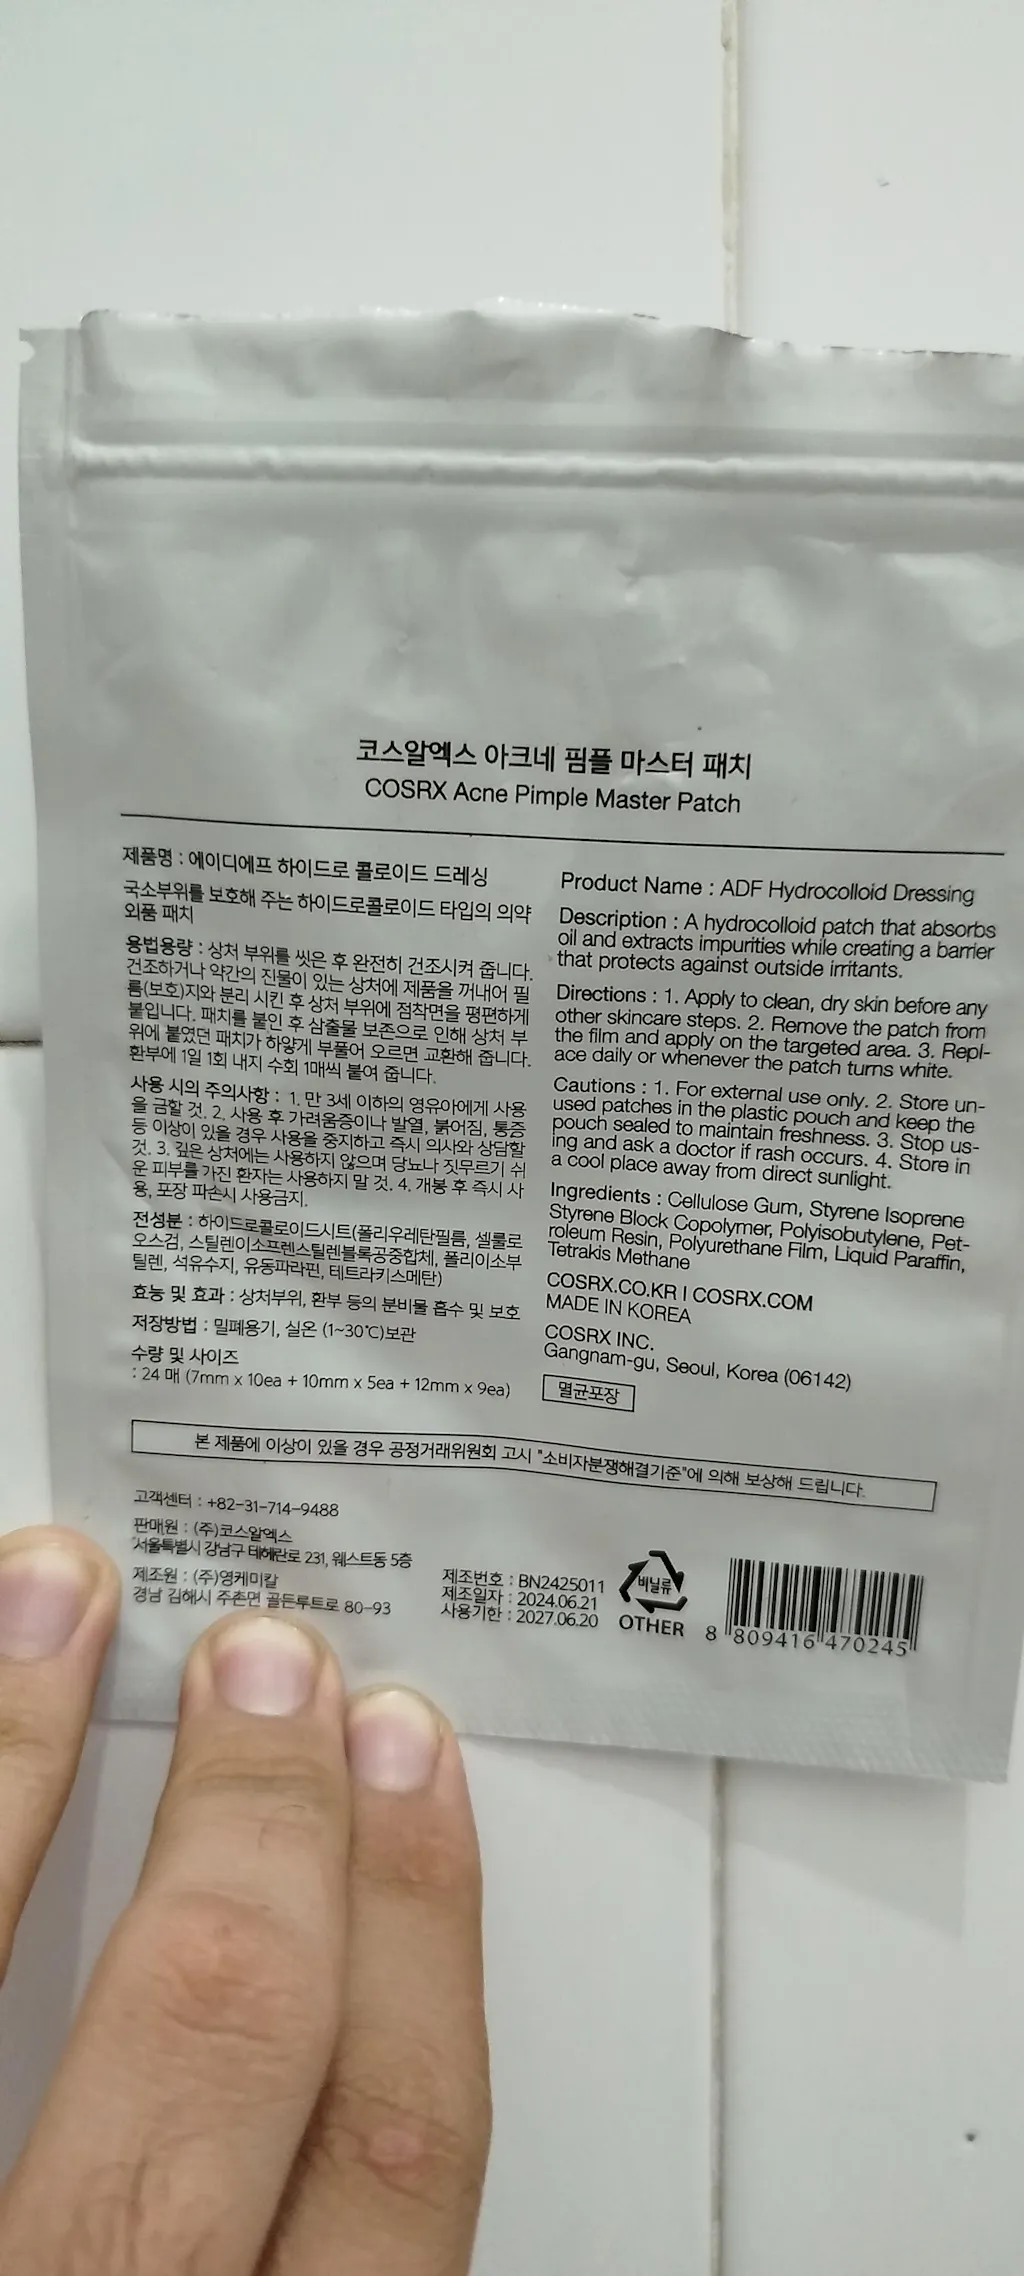 코스알엑스 아크네 핌플 마스터 패치
COSRX Acne Pimple Master Patch
제품명 : 에이디에프 하이드로 콜로이드 드레싱
국소부위를 보호해 주는 하이드로콜로이드 타입의 의약
외품 패치
용법용량 : 상처 부위를 씻은 후 완전히 건조시켜 줍니다.
건조하거나 약간의 진물이 있는 상처에 제품을 꺼내어 필
름(보호)지와 분리 시킨 후 상처 부위에 점착면을 평편하게
붙입니다. 패치를 붙인 후 삼출물 보존으로 인해 상처 부
위에 붙였던 패치가 하얗게 부풀어 오르면 교환해 줍니다.
환부에 1일 1회 내지 수회 1매씩 붙여 줍니다.
사용 시의 주의사항 : 1. 만 3세 이하의 영유아에게 사용
을 금할 것. 2. 사용 후 가려움증이나 발열, 붉어짐, 통증
등 이상이 있을 경우 사용을 중지하고 즉시 의사와 상담할
것. 3. 깊은 상처에는 사용하지 않으며 당뇨나 짓무르기 쉬
운 피부를 가진 환자는 사용하지 말 것. 4. 개봉 후 즉시 사
용, 포장 파손시 사용금지.
전성분 : 하이드로콜로이드시트(폴리우레탄필름, 셀룰로
오스검, 스틸렌이소프렌스틸렌블록공중합체, 폴리이소부
틸렌, 석유수지, 유동파라핀, 테트라키스메탄)
효능 및 효과 : 상처부위, 환부 등의 분비물 흡수 및 보호
저장방법 : 밀폐용기, 실온 (1~30℃)보관
수량 및 사이즈
: 24 매 (7mm x 10ea + 10mm x 5ea + 12mm x 9ea)
Product Name : ADF Hydrocolloid Dressing
Description : A hydrocolloid patch that absorbs
oil and extracts impurities while creating a barrier
that protects against outside irritants.
Directions : 1. Apply to clean, dry skin before any
other skincare steps. 2. Remove the patch from
the film and apply on the targeted area. 3. Repl-
ace daily or whenever the patch turns white.
Cautions : 1. For external use only. 2. Store un-
used patches in the plastic pouch and keep the
pouch sealed to maintain freshness. 3. Stop us-
ing and ask a doctor if rash occurs. 4. Store in
a cool place away from direct sunlight.
Ingredients : Cellulose Gum, Styrene Isoprene
Styrene Block Copolymer, Polyisobutylene, Pet-
roleum Resin, Polyurethane Film, Liquid Paraffin,
Tetrakis Methane
COSRX.CO.KR I COSRX.COM
MADE IN KOREA
COSRX INC.
Gangnam-gu, Seoul, Korea (06142)
멸균포장
본 제품에 이상이 있을 경우 공정거래위원회 고시 "소비자분쟁해결기준"에 의해 보상해 드립니다.
고객센터 : +82-31-714-9488
판매원 : (주)코스알엑스
서울특별시 강남구 테헤란로 231, 웨스트동 5층
제조원 : (주)영케미칼
경남 김해시 주촌면 골든루트로 80-93
제조번호 : BN2425011
제조일자 : 2024.06.21
사용기한 : 2027.06.20
비닐류
OTHER
8 809416 470245